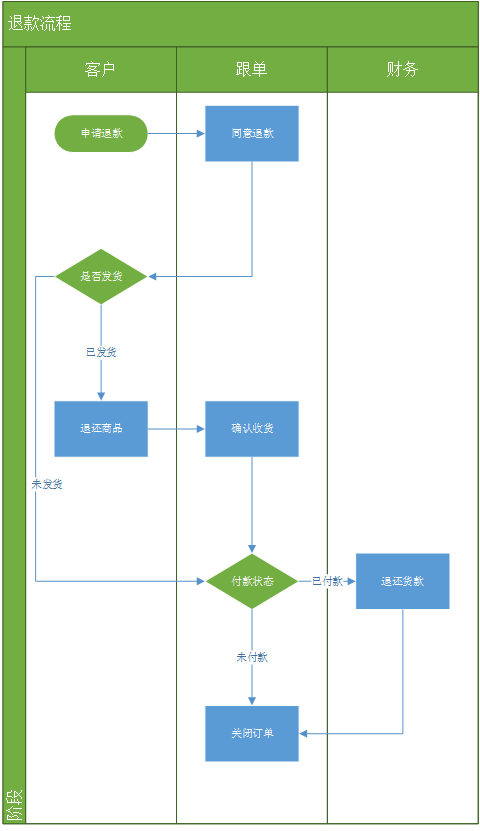 退款流程
客户
跟单
财务
申请退款
同意退款
是否发货
已发货
退还商品
确认收货
未发货
付款状态
已付款
退还货款
未付款
关闭订单
阶段